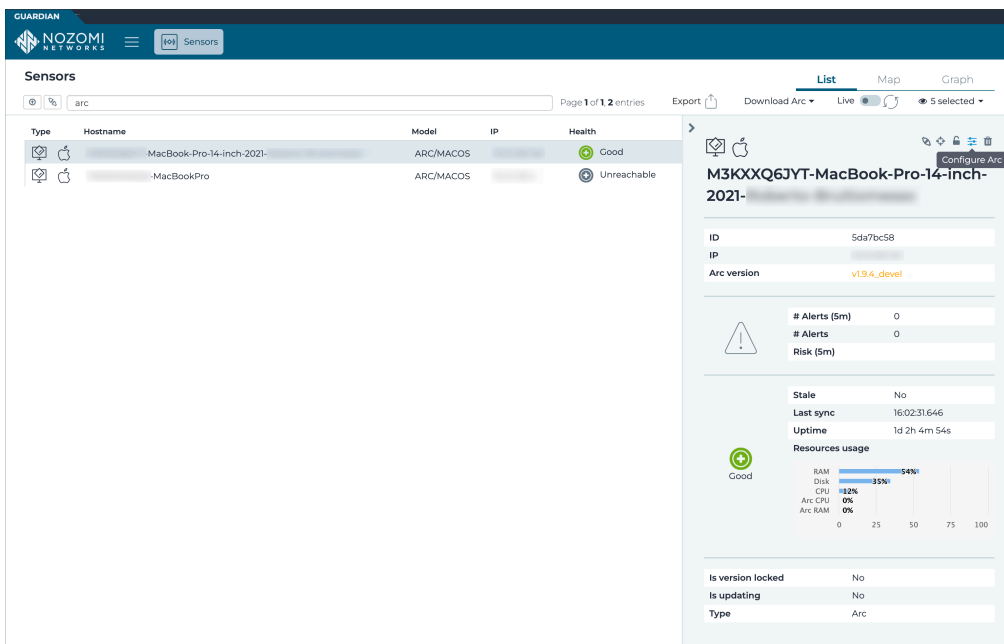 GUARDIAN
NOZOMI
NETWORKS
Sensors
Sensors
List Map Graph
arc
Page 1 of 1, 2 entries
Export
Download Arc
Live
5 selected
Type Hostname Model IP Health
MacBook-Pro-14-inch-2021- ARC/MACOS Good
-MacBookPro ARC/MACOS Unreachable
Configure Arc
M3KXXQ6JYT-MacBook-Pro-14-inch-
2021-
ID 5da7bc58
IP
Arc version v1.9.4_devel
# Alerts (5m) 0
# Alerts 0
Risk (5m)
Stale No
Last sync 16:02:31.646
Uptime 1d 2h 4m 54s
Resources usage
Good
RAM 54%
Disk 35%
CPU 12%
Arc CPU 0%
Arc RAM 0%
0 25 50 75 100
Is version locked No
Is updating No
Type Arc